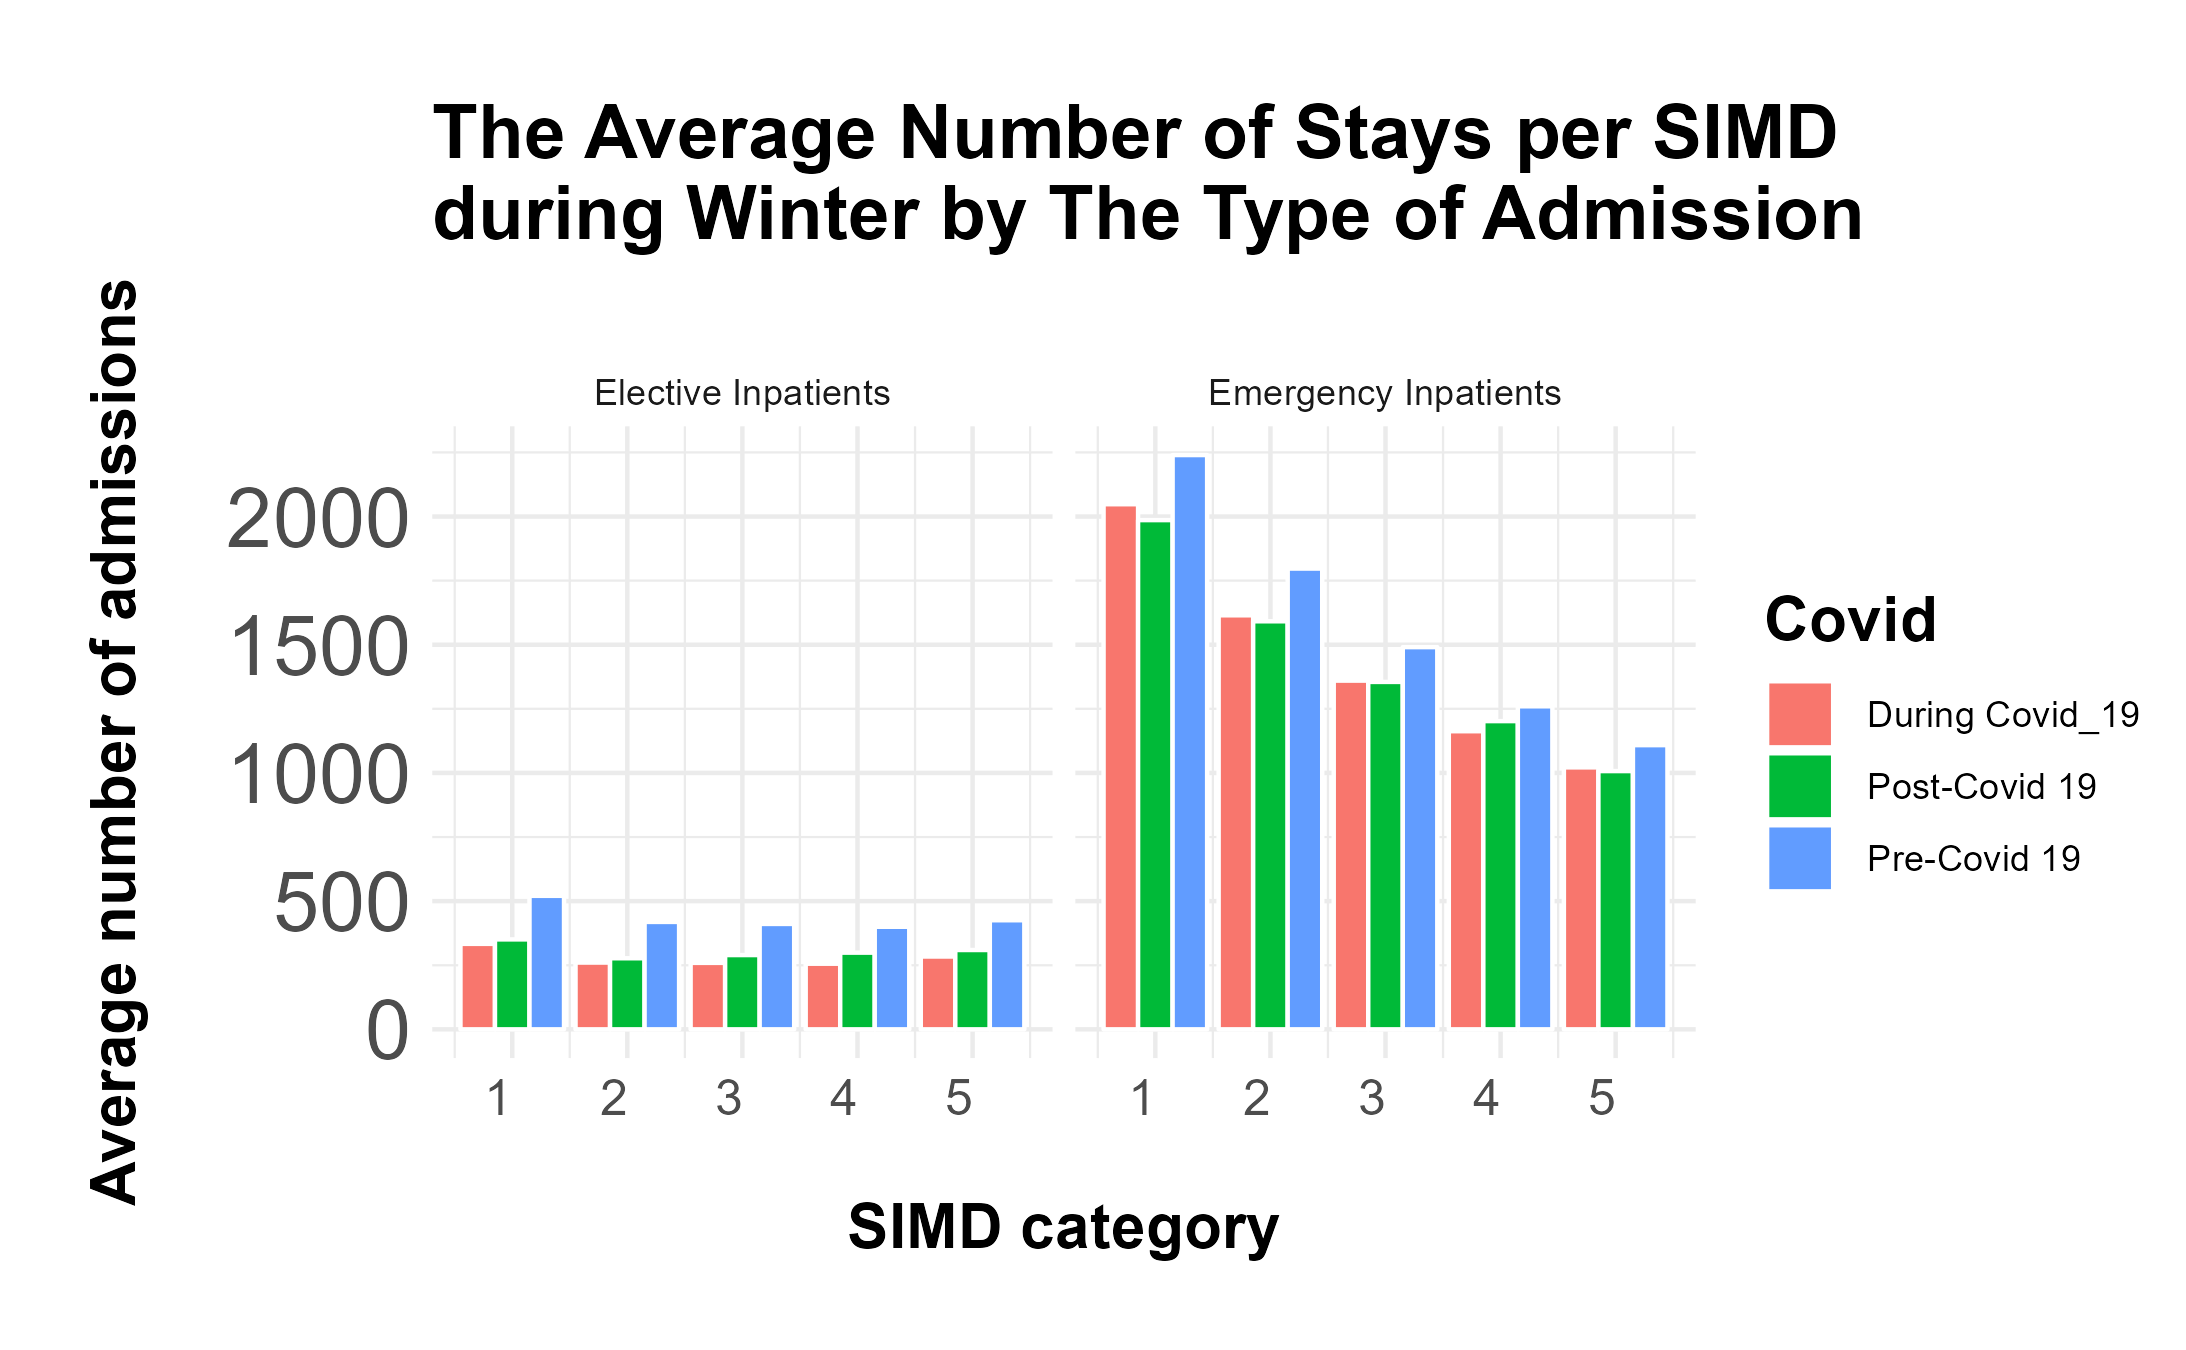 The Average Number of Stays per SIMD
during Winter by The Type of Admission
Average number of admissions
Elective Inpatients
Emergency Inpatients
2000
1500
1000
500
0
1 2 3 4 5
1 2 3 4 5
SIMD category
Covid
During Covid_19
Post-Covid 19
Pre-Covid 19